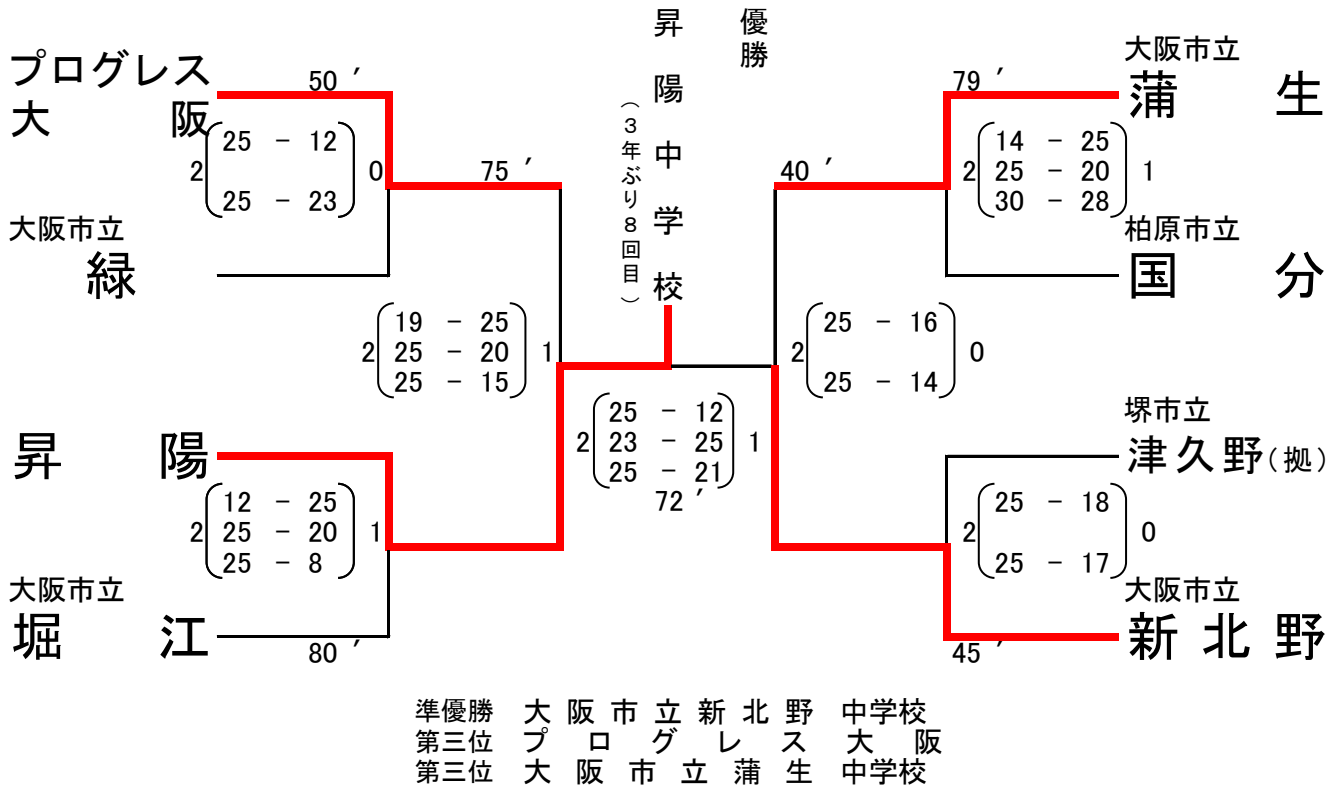 優勝
昇陽中学校
（３年ぶり８回目）
プログレス
大阪
50 ′
25 － 12
2 0
25 － 23
大阪市立
緑
75 ′
19 － 25
2 25 － 20 1
25 － 15
昇陽
12 － 25
2 25 － 20 1
25 － 8
大阪市立
堀江
80 ′
25 － 12
2 23 － 25 1
25 － 21
72 ′
大阪市立
蒲生
79 ′
14 － 25
2 25 － 20 1
30 － 28
柏原市立
国分
40 ′
25 － 16
2 0
25 － 14
堺市立
津久野(拠)
25 － 18
2 0
25 － 17
大阪市立
新北野
45 ′
準優勝 大阪市立新北野 中学校
第三位 プログレス大阪
第三位 大阪市立蒲生 中学校